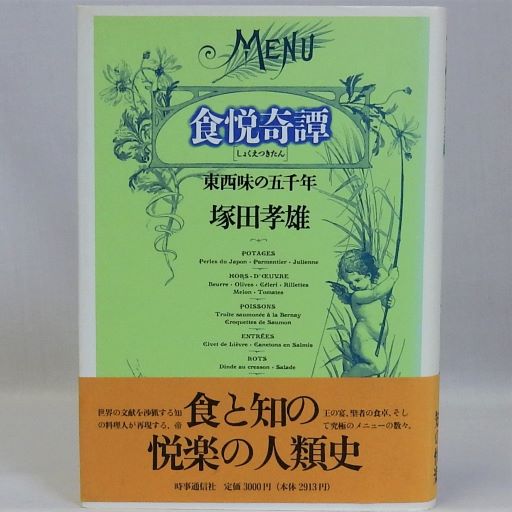 MENU
食悦奇譚
[しょくえつきたん]
東西味の五千年
塚田孝雄
POTAGES
Perles du Japon · Parmentier · Julienne
HORS-D'ŒUVRE
Beurre · Olives · Céleri · Rillettes
Melon · Tomates
POISSONS
Truite saumonée à la Bernay
Croquettes de Saumon
ENTRÉES
Civet de Lièvre · Canetons en Salmis
ROTS
Dinde au cresson · Salade
世界の文献を渉猟する知
の料理人が再現する、帝
王の宴、聖者の食卓、そし
て究極のメニューの数々。
食と知の
悦楽の人類史
時事通信社 定価3000円(本体2913円)